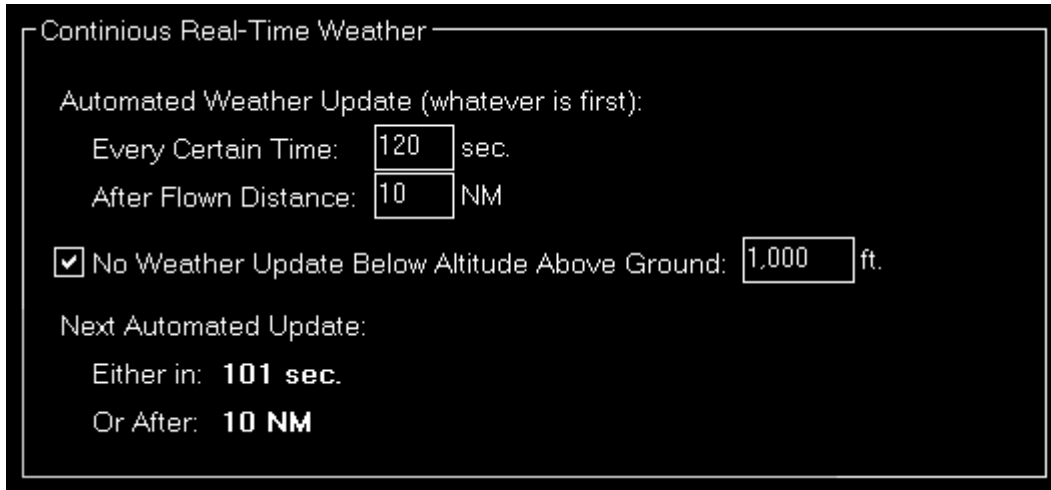 Continious Real-Time Weather
Automated Weather Update (whatever is first):
Every Certain Time: 120 sec.
After Flown Distance: 10 NM
No Weather Update Below Altitude Above Ground: 1,000 ft.
Next Automated Update:
Either in: 101 sec.
Or After: 10 NM